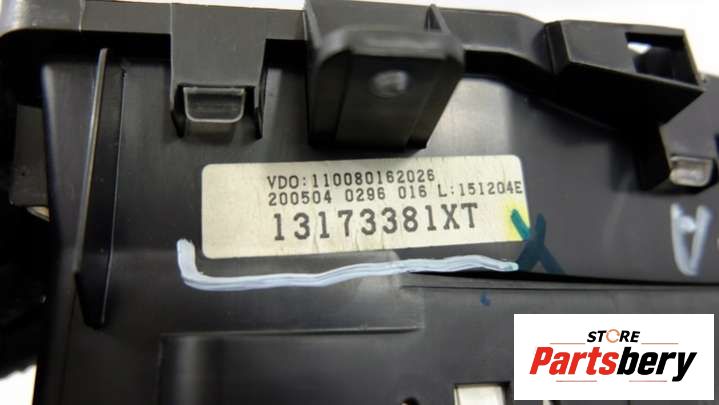 VDO:110080162026
200504 0296 016 L:151204E
13173381XT
A
STORE
Partsbery